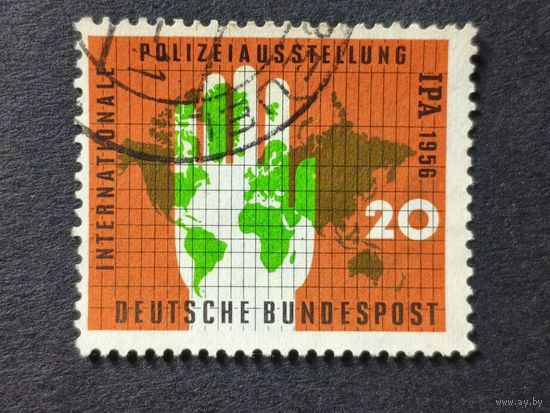 POLIZEIAUSSTELLUNG
INTERNATIONALE
IPA 1956
20
DEUTSCHE BUNDESPOST
www.ay.by